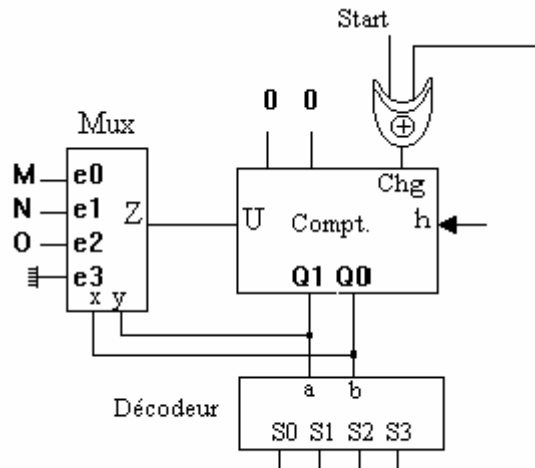 Start
0 0
Mux
Chg
M e0
N e1 Z U Compt. h
O e2
e3
x y Q1 Q0
a b
Décodeur
S0 S1 S2 S3